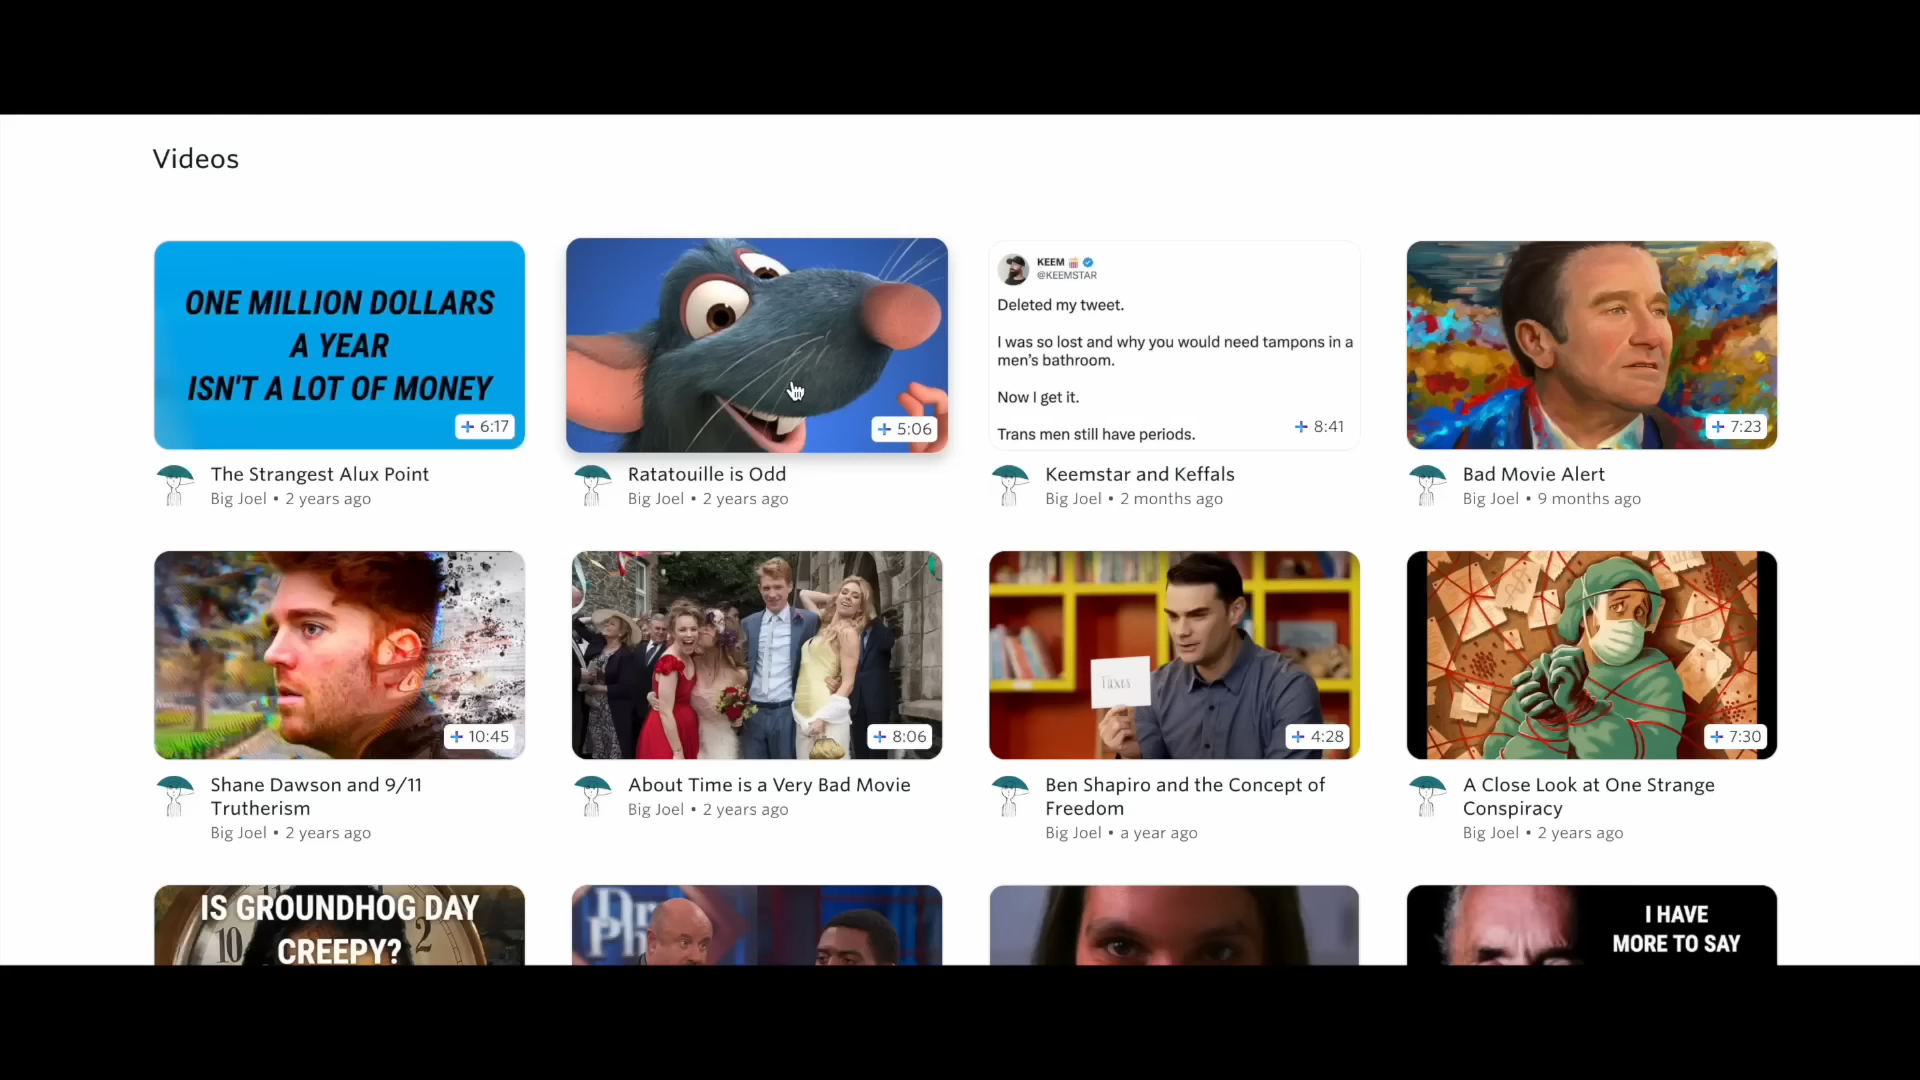 Videos
ONE MILLION DOLLARS
A YEAR
ISN'T A LOT OF MONEY
+ 6:17
+ 5:06
KEEM
@KEEMSTAR
Deleted my tweet.
I was so lost and why you would need tampons in a
men's bathroom.
Now I get it.
Trans men still have periods.
+ 8:41
+ 7:23
The Strangest Alux Point
Big Joel • 2 years ago
Ratatouille is Odd
Big Joel • 2 years ago
Keemstar and Keffals
Big Joel • 2 months ago
Bad Movie Alert
Big Joel • 9 months ago
+ 10:45
+ 8:06
Taxes
+ 4:28
+ 7:30
Shane Dawson and 9/11
Trutherism
Big Joel • 2 years ago
About Time is a Very Bad Movie
Big Joel • 2 years ago
Ben Shapiro and the Concept of
Freedom
Big Joel • a year ago
A Close Look at One Strange
Conspiracy
Big Joel • 2 years ago
IS GROUNDHOG DAY
CREEPY?
10
2
Dr
Ph
I HAVE
MORE TO SAY